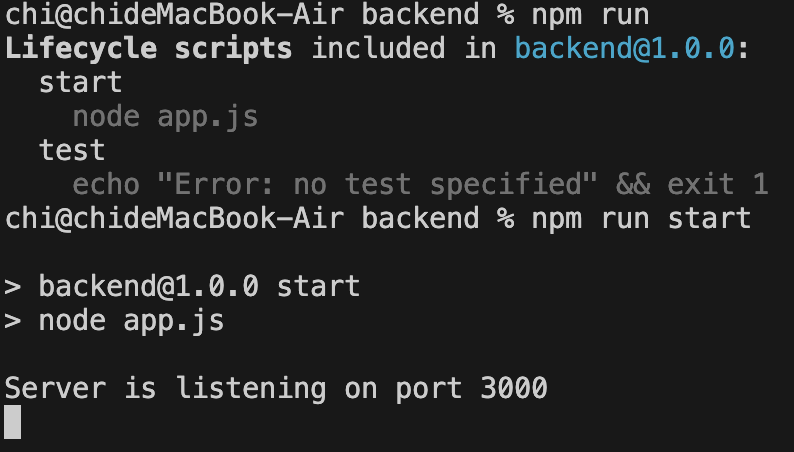 chi@chideMacBook-Air backend % npm run
Lifecycle scripts included in backend@1.0.0:
  start
    node app.js
  test
    echo "Error: no test specified" && exit 1
chi@chideMacBook-Air backend % npm run start

> backend@1.0.0 start
> node app.js

Server is listening on port 3000